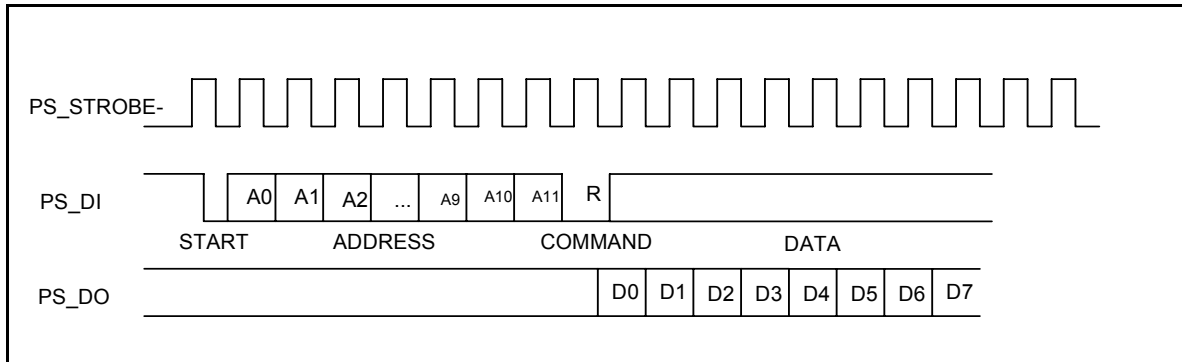 PS_STROBE-
PS_DI A0 A1 A2 ... A9 A10 A11 R
START ADDRESS COMMAND DATA
PS_DO D0 D1 D2 D3 D4 D5 D6 D7